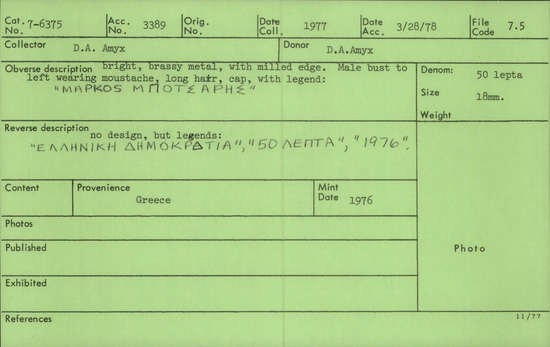 Cat. No. 7-6375 Acc. No. 3389 Orig. No. Date Coll. 1977 Date Acc. 3/28/78 File Code 7.5
Collector D.A. Amyx Donor D.A.Amyx
Obverse description bright, brassy metal, with milled edge. Male bust to
left wearing moustache, long hair, cap, with legend:
"ΜΑΡΚΟS ΜΠΟΤΣΑΡΗΣ"
Denom: 50 lepta
Size 18mm.
Weight
Reverse description
no design, but legends:
"ΕΛΛΗΝΙΚΗ ΔΗΜΟΚΡΑΤΙΑ", "50 ΛΕΠΤΑ", "1976".
Content Provenience Greece Mint Date 1976
Photos
Published
Photo
Exhibited
References
11/77